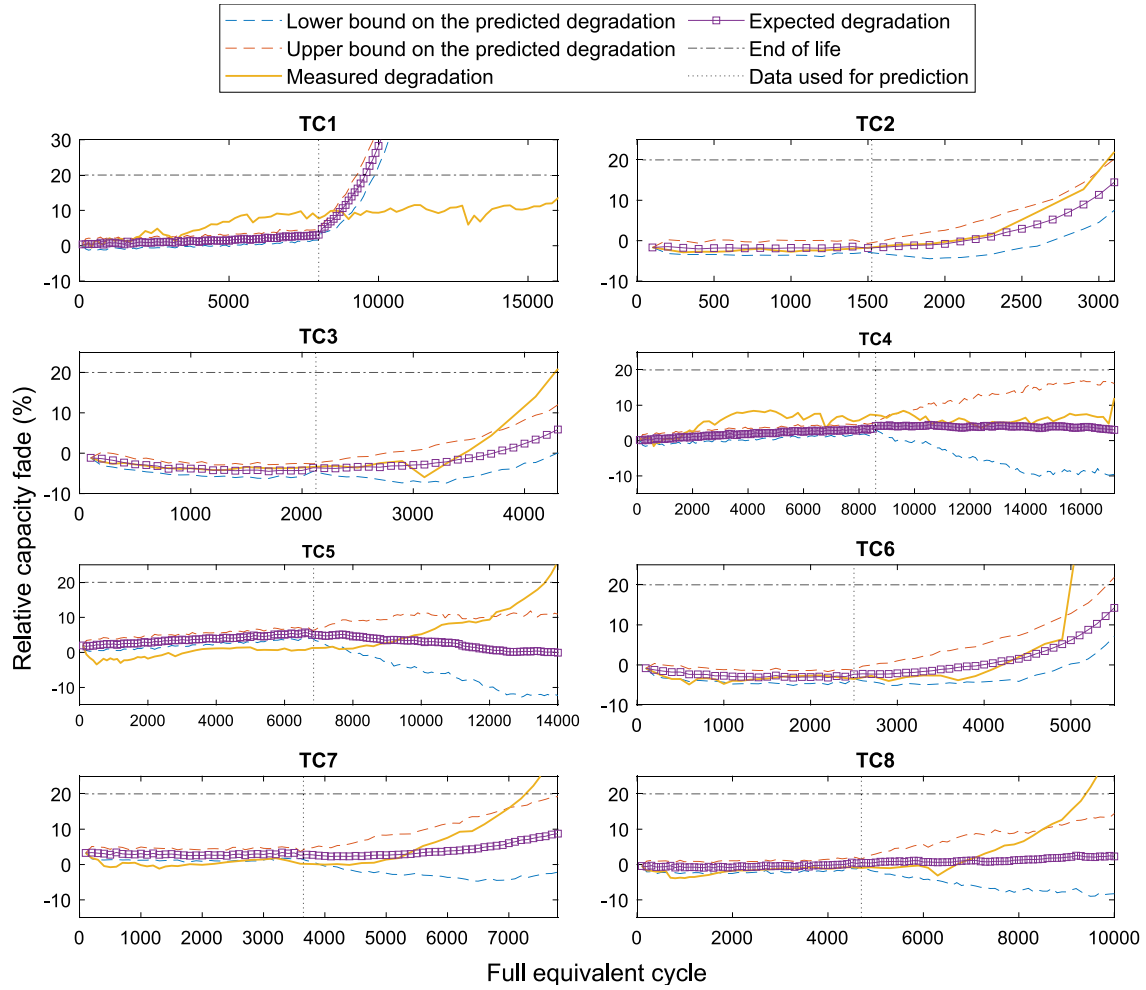 Lower bound on the predicted degradation
Upper bound on the predicted degradation
Measured degradation
Expected degradation
End of life
Data used for prediction
Relative capacity fade (%)
TC1
30
20
10
0
-10
0 5000 10000 15000
TC2
20
10
0
-10
500 1000 1500 2000 2500 3000
TC3
20
10
0
-10
0 1000 2000 3000 4000
TC4
20
10
0
-10
0 2000 4000 6000 8000 10000 12000 14000 16000
TC5
20
10
0
-10
0 2000 4000 6000 8000 10000 12000 14000
TC6
20
10
0
-10
0 1000 2000 3000 4000 5000
TC7
20
10
0
-10
0 1000 2000 3000 4000 5000 6000 7000
TC8
20
10
0
-10
0 2000 4000 6000 8000 10000
Full equivalent cycle